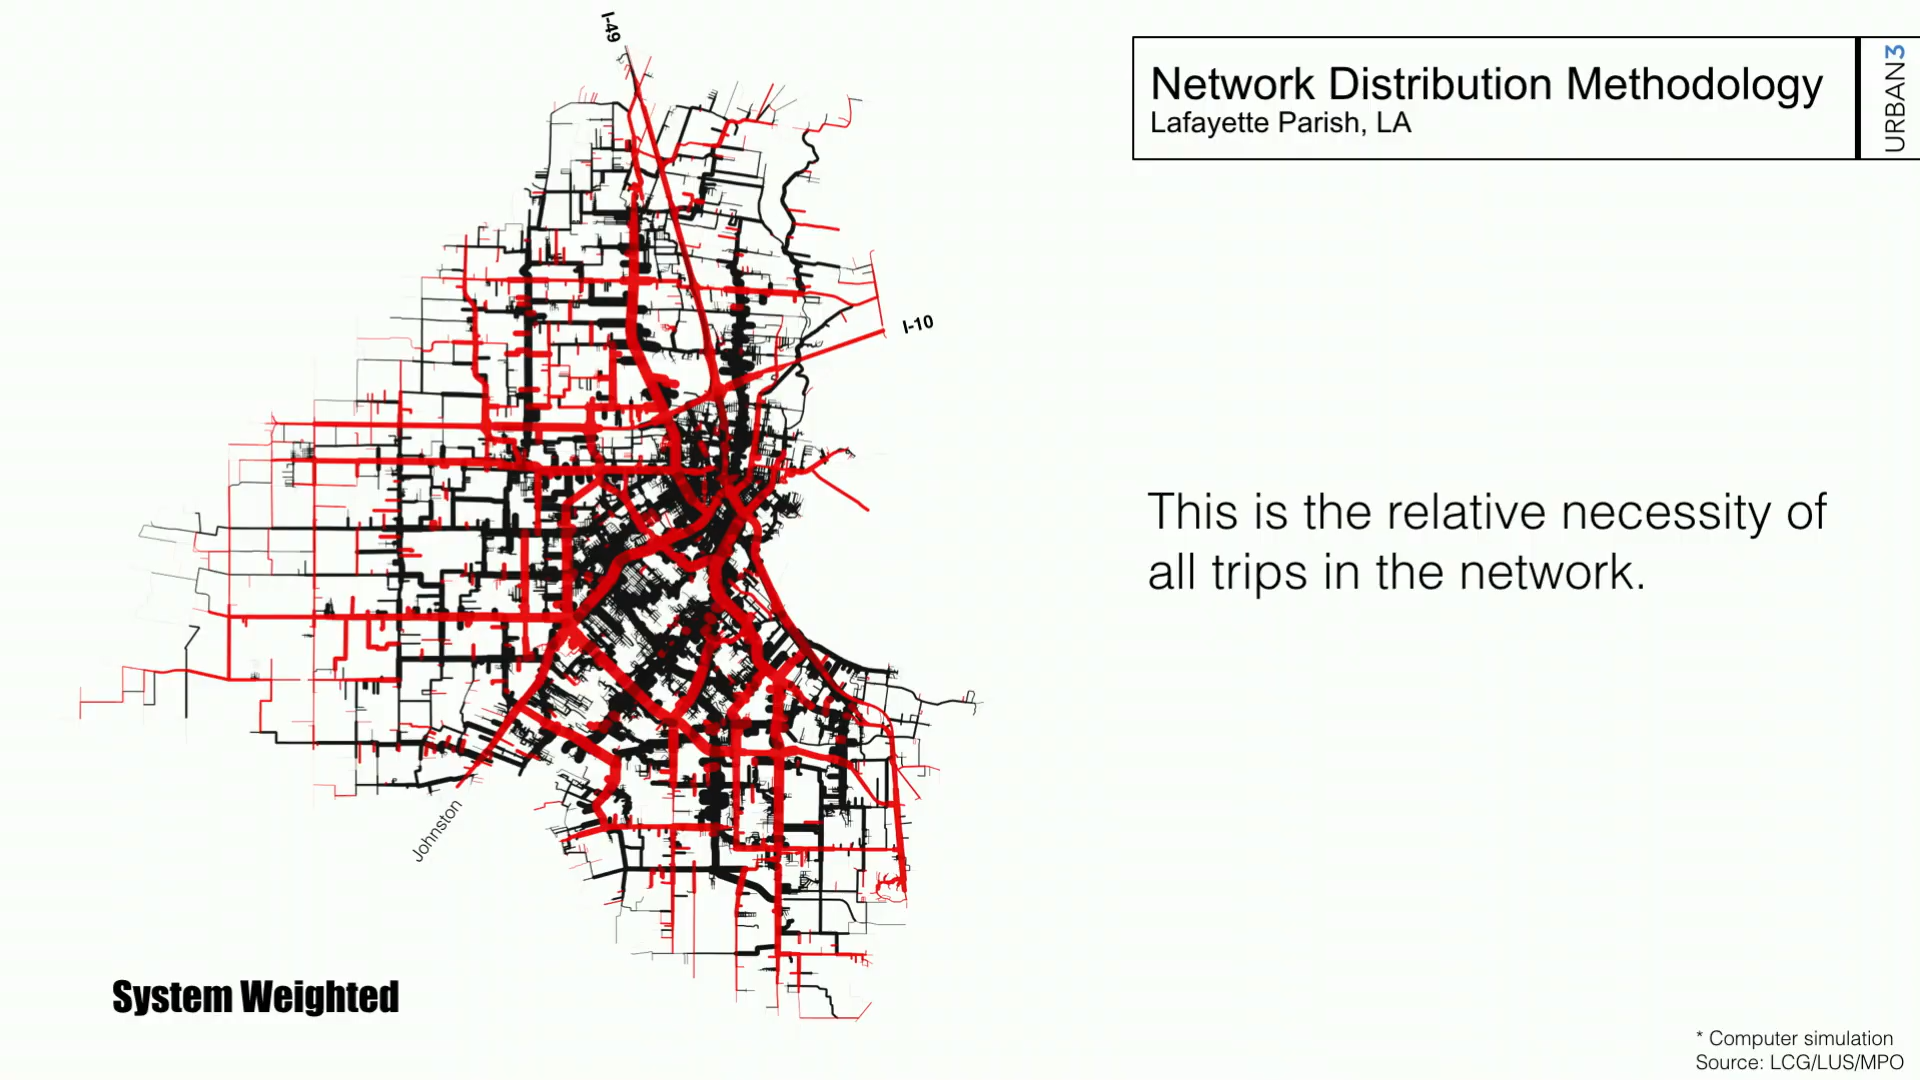 I-49
Network Distribution Methodology
Lafayette Parish, LA
URBAN3
I-10
This is the relative necessity of
all trips in the network.
Johnston
System Weighted
* Computer simulation
Source: LCG/LUS/MPO